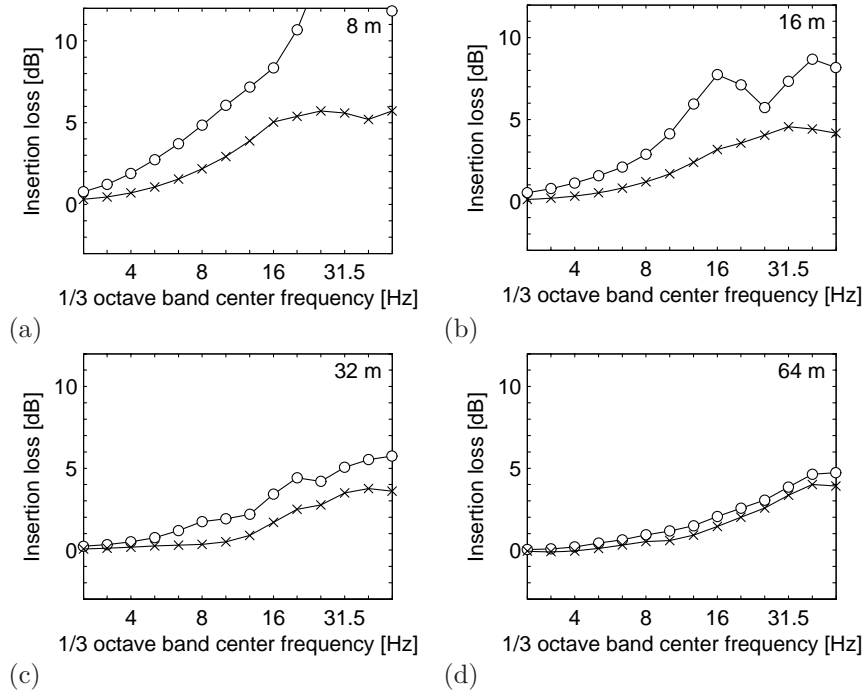 8 m
10
5
0
Insertion loss [dB]
4 8 16 31.5
1/3 octave band center frequency [Hz]
(a)
16 m
10
5
0
Insertion loss [dB]
4 8 16 31.5
1/3 octave band center frequency [Hz]
(b)
32 m
10
5
0
Insertion loss [dB]
4 8 16 31.5
1/3 octave band center frequency [Hz]
(c)
64 m
10
5
0
Insertion loss [dB]
4 8 16 31.5
1/3 octave band center frequency [Hz]
(d)